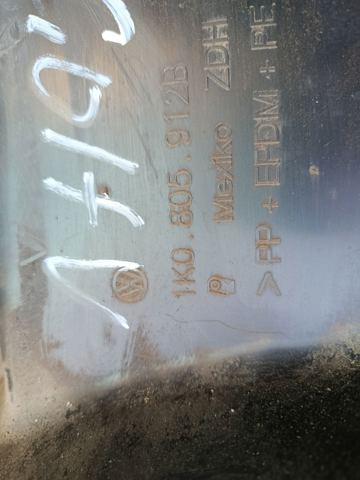 1K0.805.912B
Mexiko ZDH
>PP + EPDM + PE